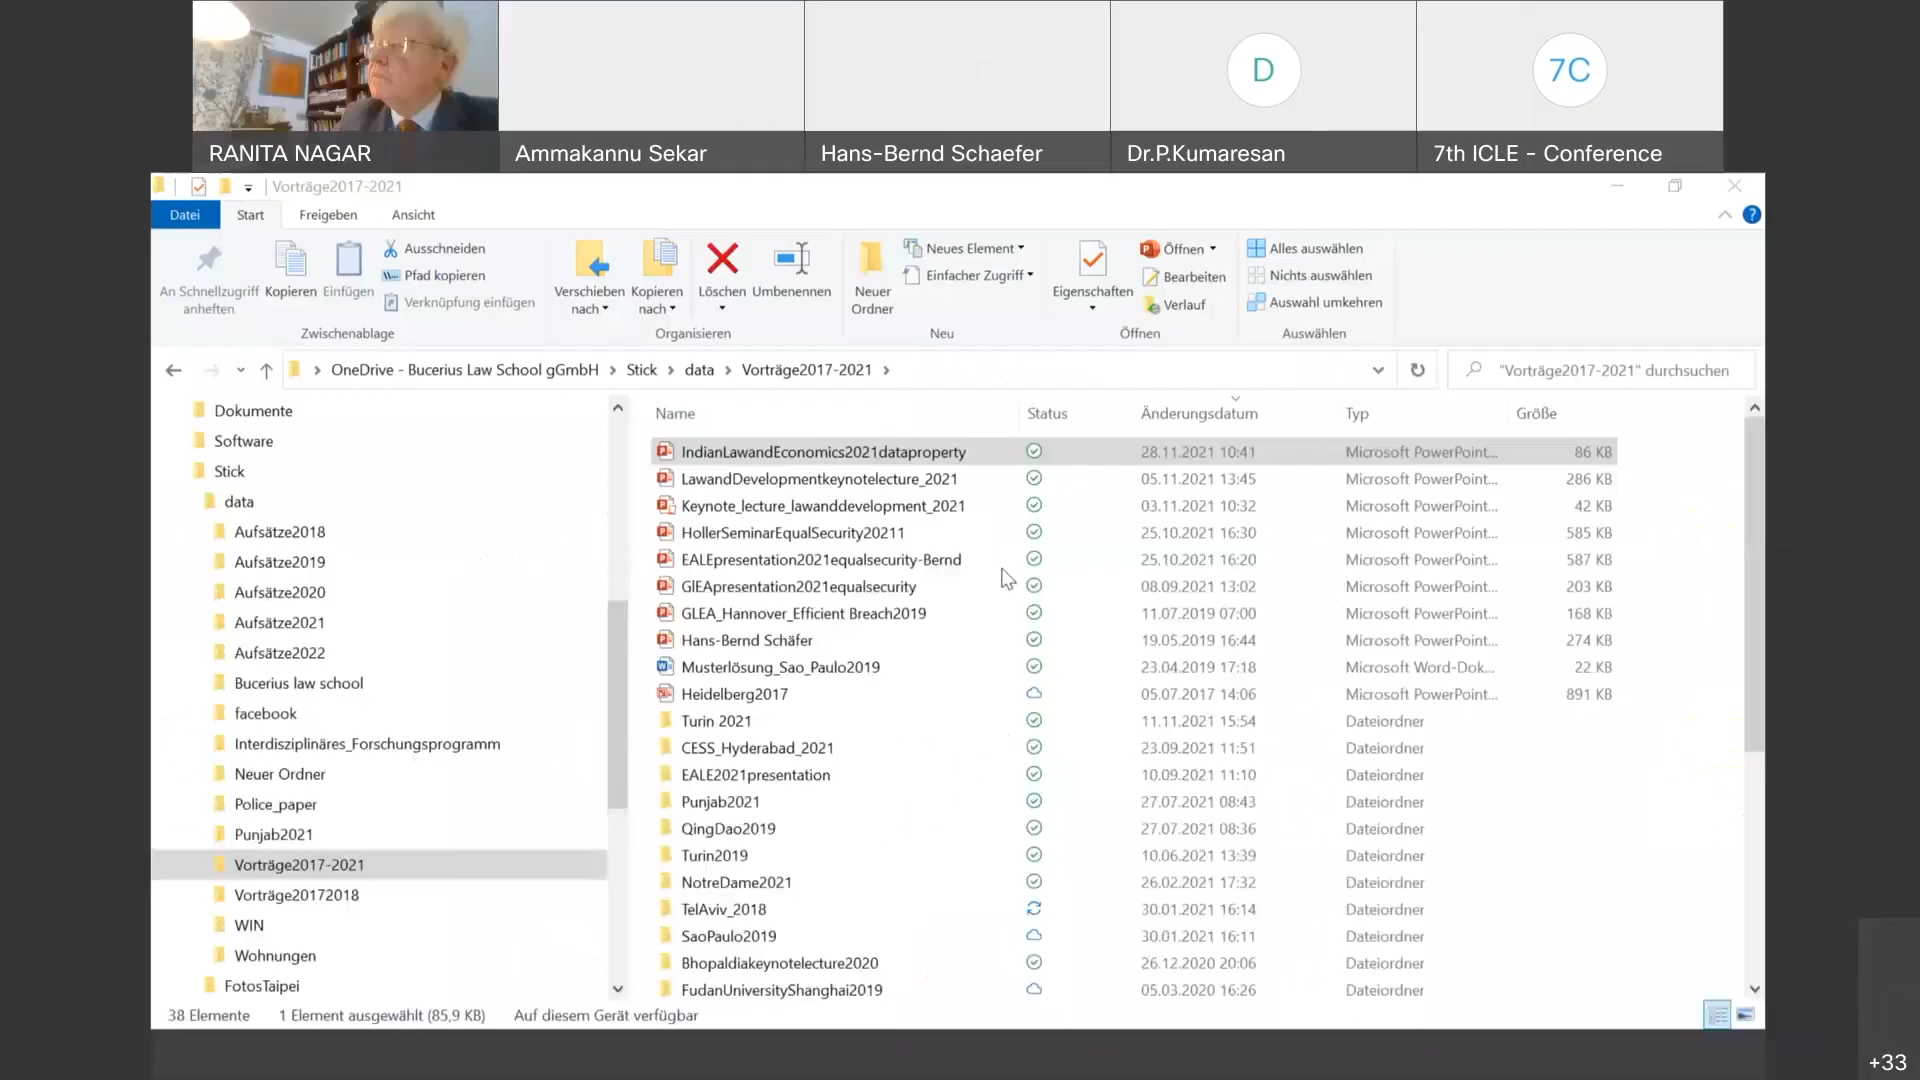 D
7C
RANITA NAGAR
Ammakannu Sekar
Hans-Bernd Schaefer
Dr.P.Kumaresan
7th ICLE - Conference
Vorträge2017-2021
Datei Start Freigeben Ansicht
?
An Schnellzugriff anheften
Kopieren
Einfügen
Ausschneiden
Pfad kopieren
Verknüpfung einfügen
Verschieben nach
Kopieren nach
Löschen
Umbenennen
Neuer Ordner
Neues Element
Einfacher Zugriff
Eigenschaften
Öffnen
Bearbeiten
Verlauf
Alles auswählen
Nichts auswählen
Auswahl umkehren
Zwischenablage
Organisieren
Neu
Öffnen
Auswählen
OneDrive - Bucerius Law School gGmbH > Stick > data > Vorträge2017-2021 >
"Vorträge2017-2021" durchsuchen
Dokumente
Software
Stick
data
Aufsätze2018
Aufsätze2019
Aufsätze2020
Aufsätze2021
Aufsätze2022
Bucerius law school
facebook
Interdisziplinäres_Forschungsprogramm
Neuer Ordner
Police_paper
Punjab2021
Vorträge2017-2021
Vorträge20172018
WIN
Wohnungen
FotosTaipei
Name Status Änderungsdatum Typ Größe
IndianLawandEconomics2021dataproperty 28.11.2021 10:41 Microsoft PowerPoint... 86 KB
LawandDevelopmentkeynotelecture_2021 05.11.2021 13:45 Microsoft PowerPoint... 286 KB
Keynote_lecture_lawanddevelopment_2021 03.11.2021 10:32 Microsoft PowerPoint... 42 KB
HollerSeminarEqualSecurity20211 25.10.2021 16:30 Microsoft PowerPoint... 585 KB
EALEpresentation2021equalsecurity-Bernd 25.10.2021 16:20 Microsoft PowerPoint... 587 KB
GlEApresentation2021equalsecurity 08.09.2021 13:02 Microsoft PowerPoint... 203 KB
GLEA_Hannover_Efficient Breach2019 11.07.2019 07:00 Microsoft PowerPoint... 168 KB
Hans-Bernd Schäfer 19.05.2019 16:44 Microsoft PowerPoint... 274 KB
Musterlösung_Sao_Paulo2019 23.04.2019 17:18 Microsoft Word-Dok... 22 KB
Heidelberg2017 05.07.2017 14:06 Microsoft PowerPoint... 891 KB
Turin 2021 11.11.2021 15:54 Dateiordner
CESS_Hyderabad_2021 23.09.2021 11:51 Dateiordner
EALE2021presentation 10.09.2021 11:10 Dateiordner
Punjab2021 27.07.2021 08:43 Dateiordner
QingDao2019 27.07.2021 08:36 Dateiordner
Turin2019 10.06.2021 13:39 Dateiordner
NotreDame2021 26.02.2021 17:32 Dateiordner
TelAviv_2018 30.01.2021 16:14 Dateiordner
SaoPaulo2019 30.01.2021 16:11 Dateiordner
Bhopaldiakeynotelecture2020 26.12.2020 20:06 Dateiordner
FudanUniversityShanghai2019 05.03.2020 16:26 Dateiordner
38 Elemente 1 Element ausgewählt (85,9 KB) Auf diesem Gerät verfügbar
+33